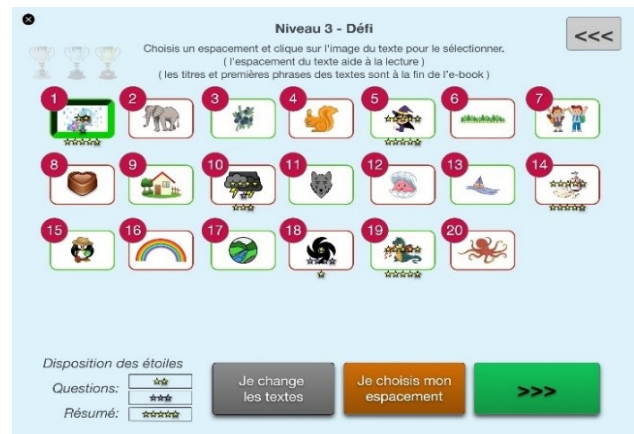 Niveau 3 - Défi
<<<
Choisis un espacement et clique sur l'image du texte pour le sélectionner.
( l'espacement du texte aide à la lecture )
( les titres et premières phrases des textes sont à la fin de l'e-book )
1 2 3 4 5 6 7
8 9 10 11 12 13 14
15 16 17 18 19 20
Disposition des étoiles
Questions:
Résumé:
Je change
les textes
Je choisis mon
espacement
>>>